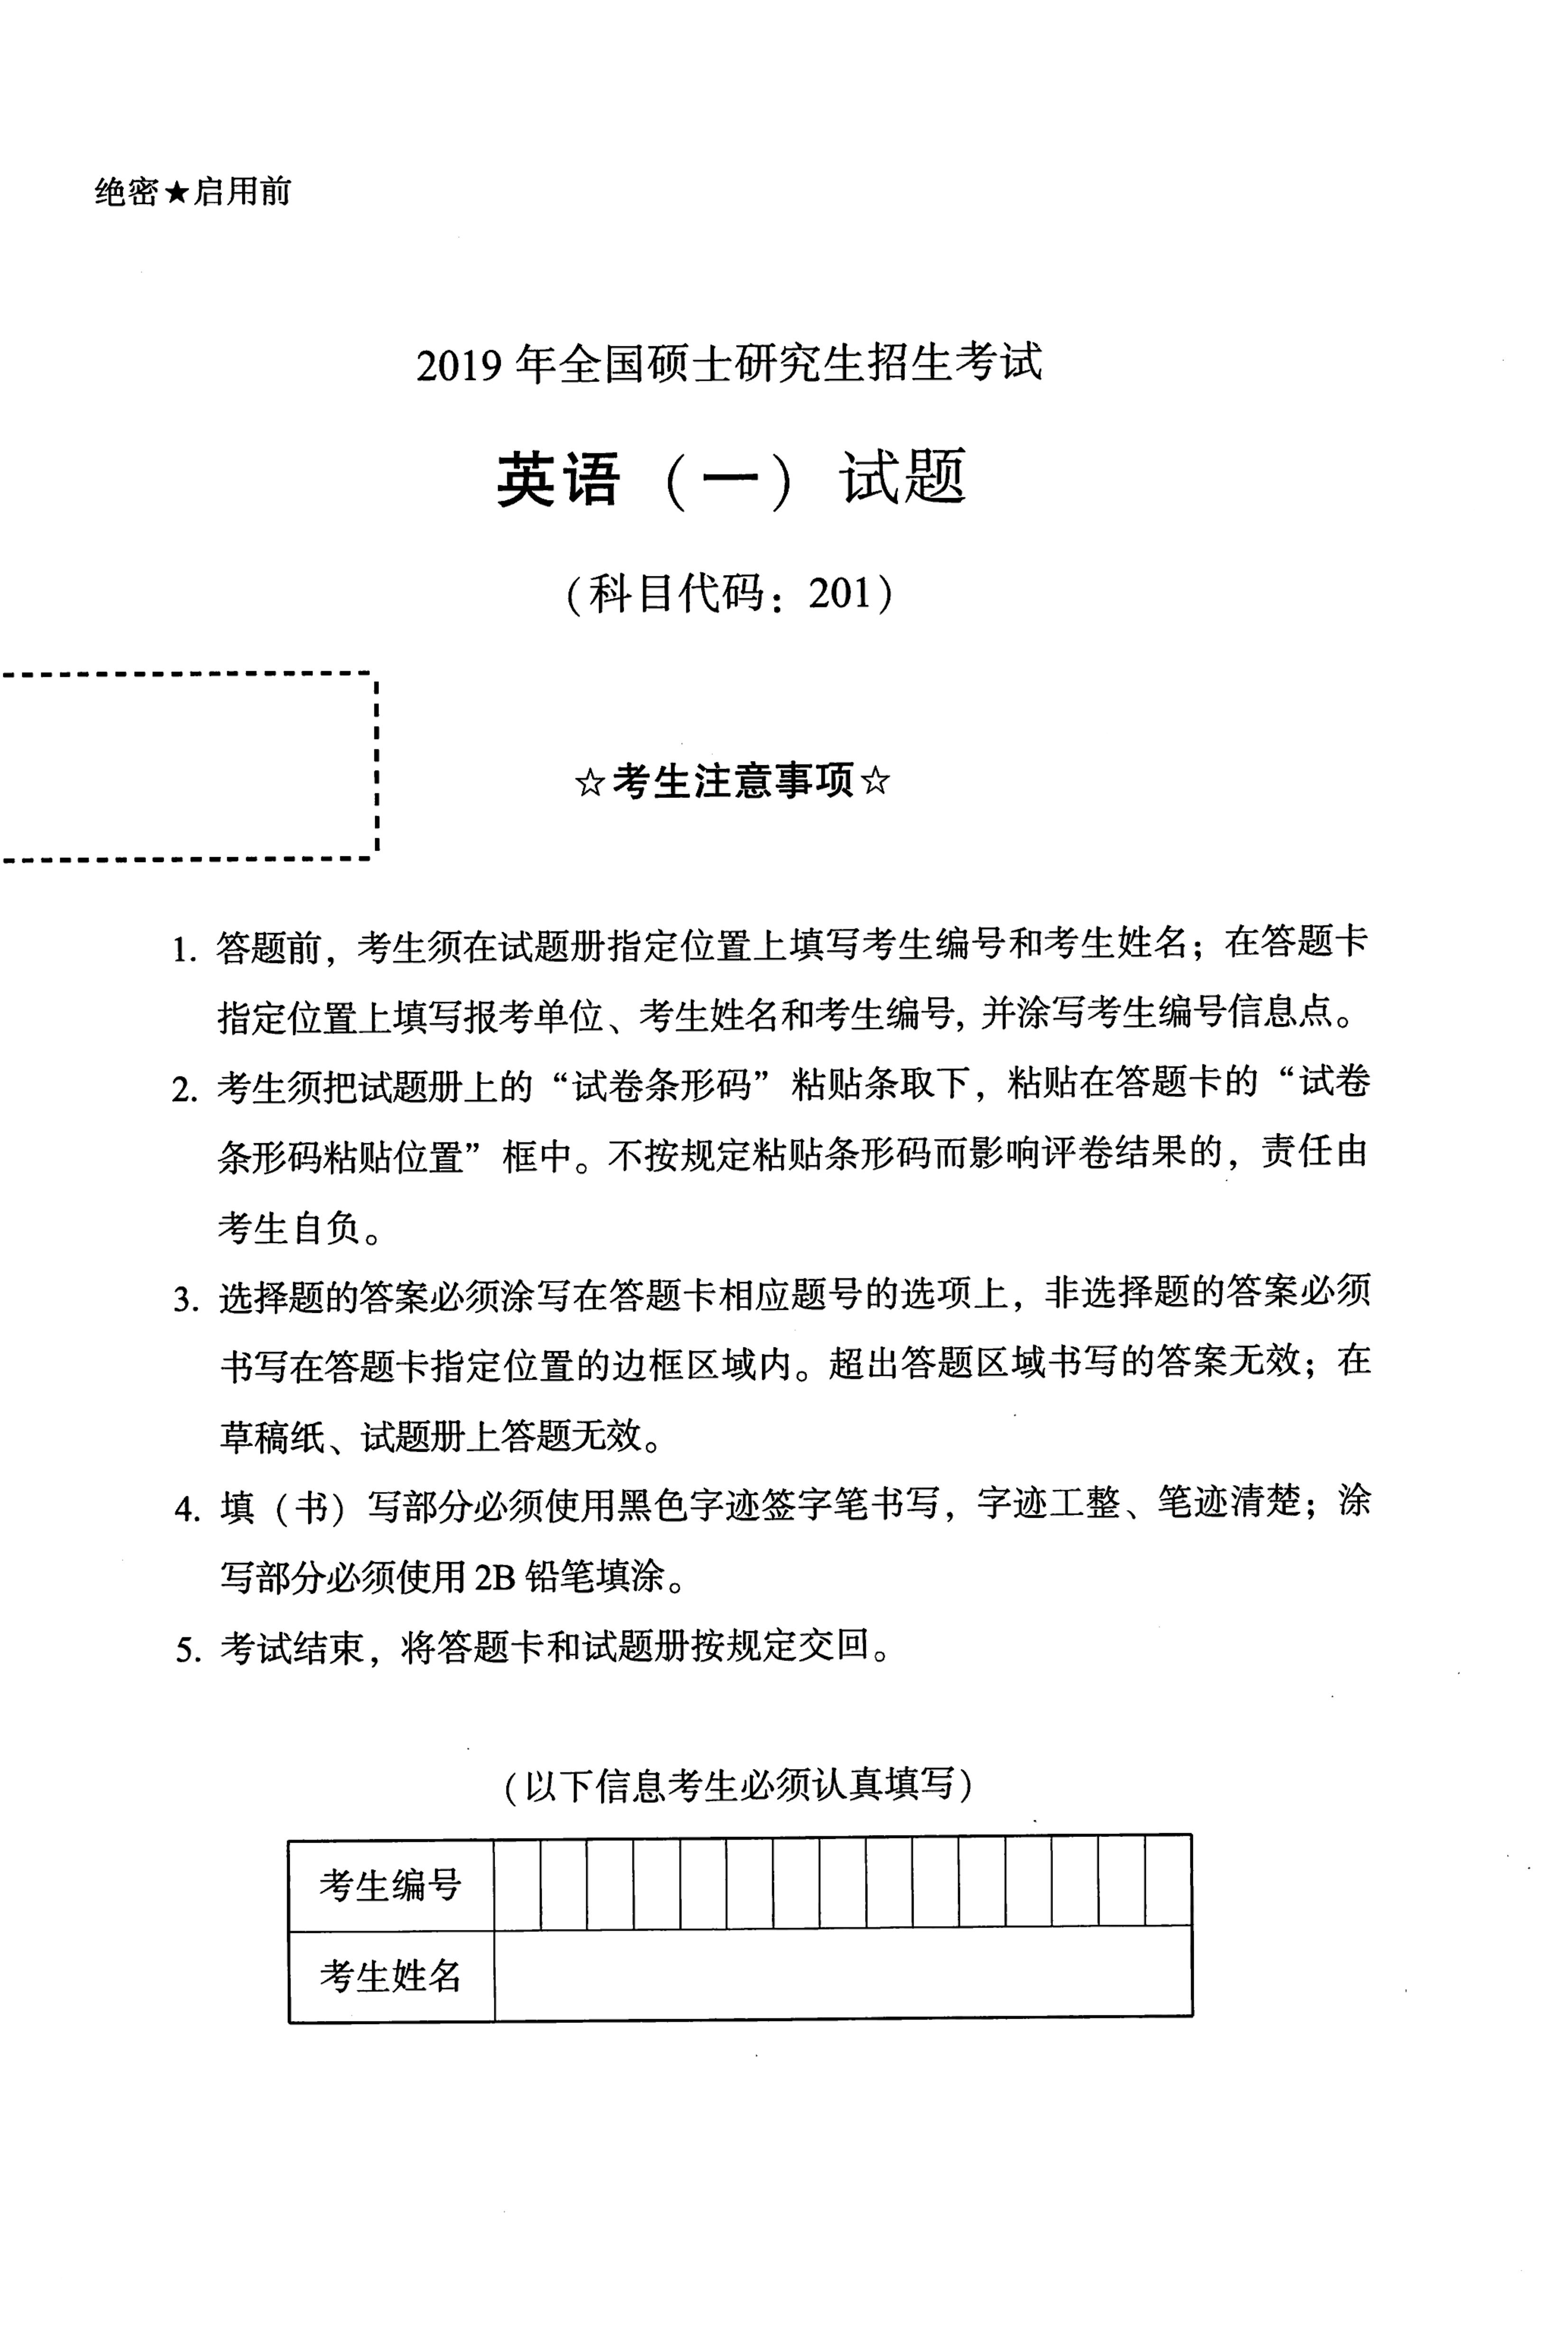 绝密★启用前
2019 年全国硕士研究生招生考试
英语（一）试题
（科目代码：201）
☆考生注意事项☆
1. 答题前，考生须在试题册指定位置上填写考生编号和考生姓名；在答题卡
指定位置上填写报考单位、考生姓名和考生编号，并涂写考生编号信息点。
2. 考生须把试题册上的“试卷条形码”粘贴条取下，粘贴在答题卡的“试卷
条形码粘贴位置”框中。不按规定粘贴条形码而影响评卷结果的，责任由
考生自负。
3. 选择题的答案必须涂写在答题卡相应题号的选项上，非选择题的答案必须
书写在答题卡指定位置的边框区域内。超出答题区域书写的答案无效；在
草稿纸、试题册上答题无效。
4. 填（书）写部分必须使用黑色字迹签字笔书写，字迹工整、笔迹清楚；涂
写部分必须使用 2B 铅笔填涂。
5. 考试结束，将答题卡和试题册按规定交回。
（以下信息考生必须认真填写）
考生编号
考生姓名